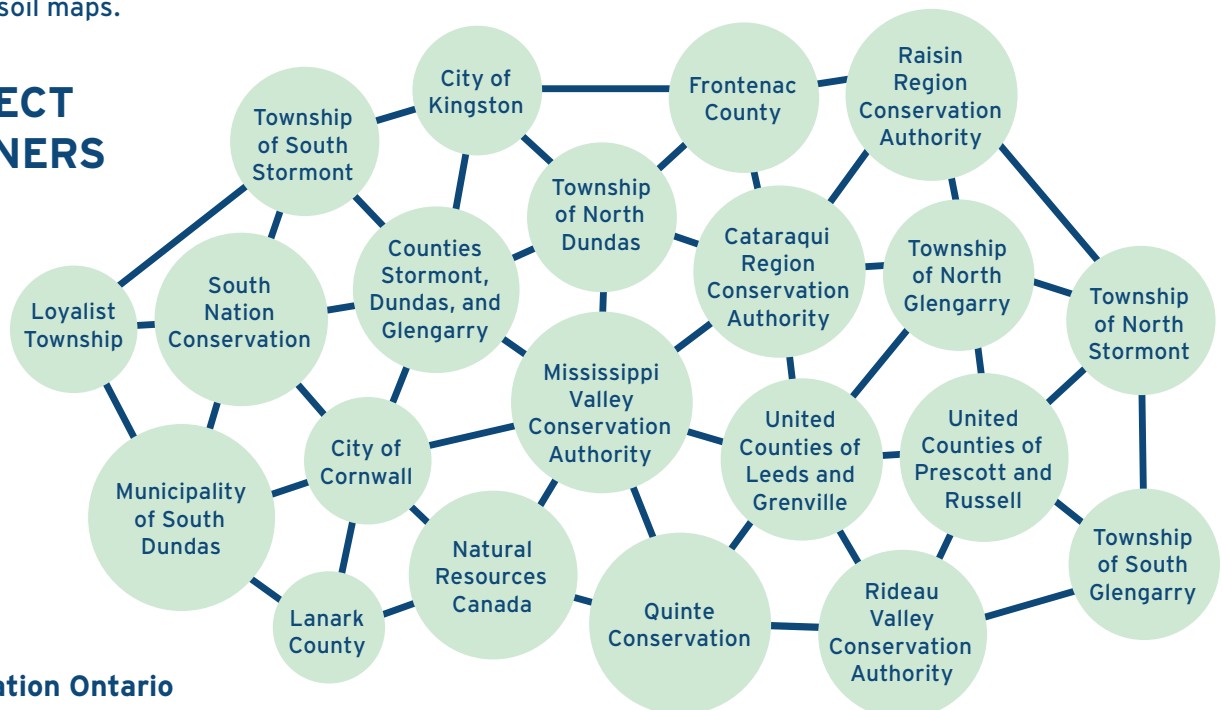 soil maps.
ECT
NERS
City of
Kingston
Frontenac
County
Raisin
Region
Conservation
Authority
Township
of South
Stormont
Township
of North
Dundas
Counties
Stormont,
Dundas, and
Glengarry
Cataraqui
Region
Conservation
Authority
Township
of North
Glengarry
Township
of North
Stormont
Loyalist
Township
South
Nation
Conservation
Mississippi
Valley
Conservation
Authority
United
Counties of
Leeds and
Grenville
United
Counties of
Prescott and
Russell
City of
Cornwall
Municipality
of South
Dundas
Natural
Resources
Canada
Township
of South
Glengarry
Lanark
County
Quinte
Conservation
Rideau
Valley
Conservation
Authority
ation Ontario